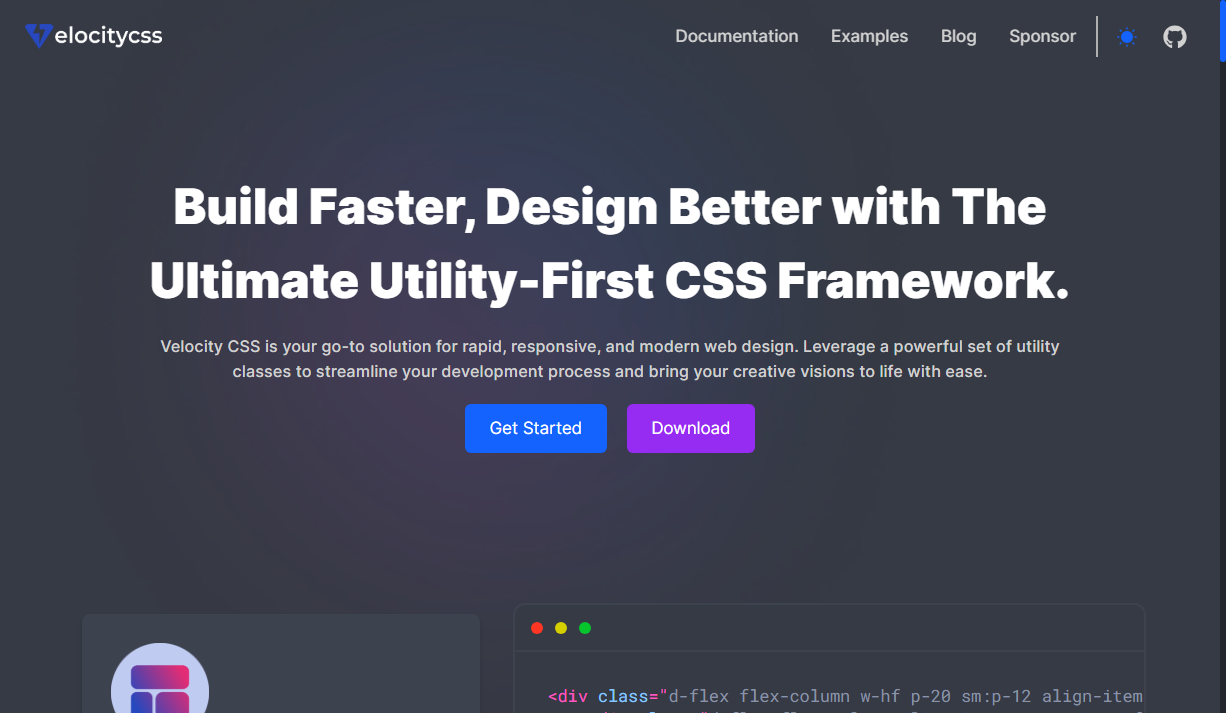 elocitycss
Documentation
Examples
Blog
Sponsor
Build Faster, Design Better with The
Ultimate Utility-First CSS Framework.
Velocity CSS is your go-to solution for rapid, responsive, and modern web design. Leverage a powerful set of utility
classes to streamline your development process and bring your creative visions to life with ease.
Get Started
Download
<div class="d-flex flex-column w-hf p-20 sm:p-12 align-item